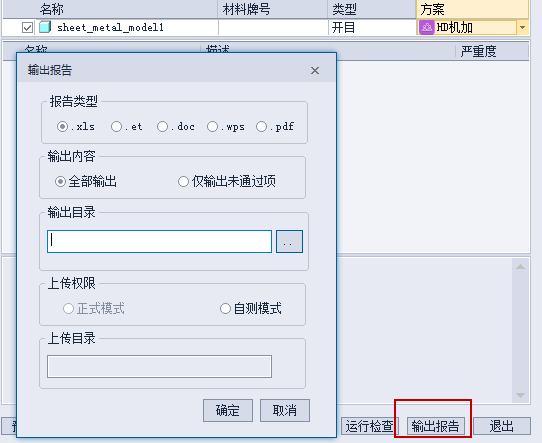 名称 材料牌号 类型 方案
sheet_metal_model1 开目 HD机加
名称 描述 严重度
输出报告
报告类型
.xls .et .doc .wps .pdf
输出内容
全部输出 仅输出未通过项
输出目录
..
上传权限
正式模式 自测模式
上传目录
确定 取消
运行检查 输出报告 退出